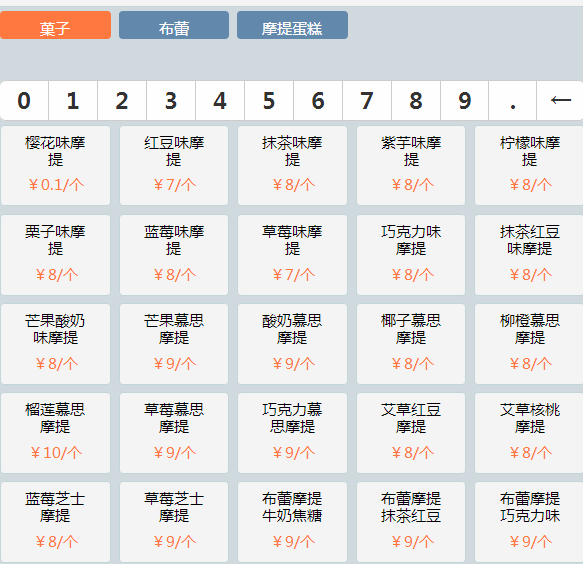 菓子 布蕾 摩提蛋糕
0 1 2 3 4 5 6 7 8 9 . ←
樱花味摩 红豆味摩 抹茶味摩 紫芋味摩 柠檬味摩
提 提 提 提 提
￥0.1/个 ￥7/个 ￥8/个 ￥8/个 ￥8/个
栗子味摩 蓝莓味摩 草莓味摩 巧克力味 抹茶红豆
提 提 提 摩提 味摩提
￥8/个 ￥8/个 ￥7/个 ￥8/个 ￥8/个
芒果酸奶 芒果慕思 酸奶慕思 椰子慕思 柳橙慕思
味摩提 摩提 摩提 摩提 摩提
￥8/个 ￥9/个 ￥9/个 ￥8/个 ￥8/个
榴莲慕思 草莓慕思 巧克力慕 艾草红豆 艾草核桃
摩提 摩提 思摩提 摩提 摩提
￥10/个 ￥9/个 ￥9/个 ￥8/个 ￥8/个
蓝莓芝士 草莓芝士 布蕾摩提 布蕾摩提 布蕾摩提
摩提 摩提 牛奶焦糖 抹茶红豆 巧克力味
￥8/个 ￥9/个 ￥9/个 ￥9/个 ￥9/个